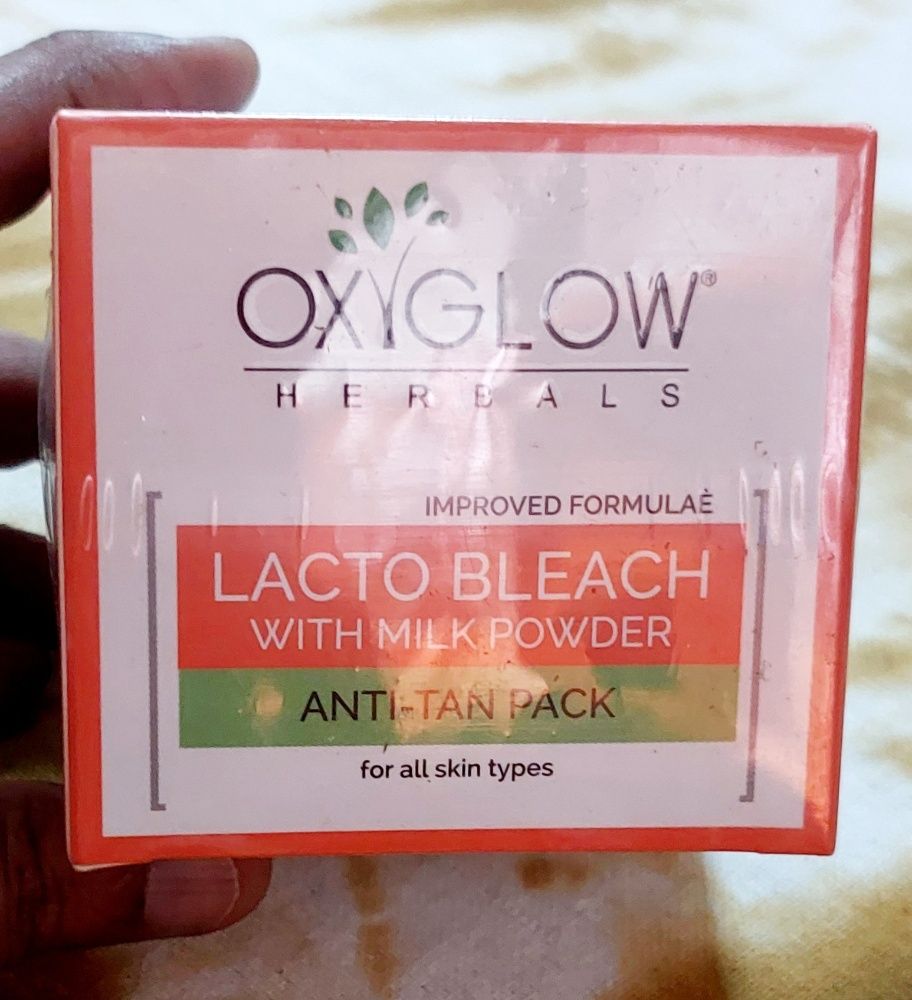 OXYGLOW®
HERBALS
IMPROVED FORMULAÈ
LACTO BLEACH
WITH MILK POWDER
ANTI-TAN PACK
for all skin types